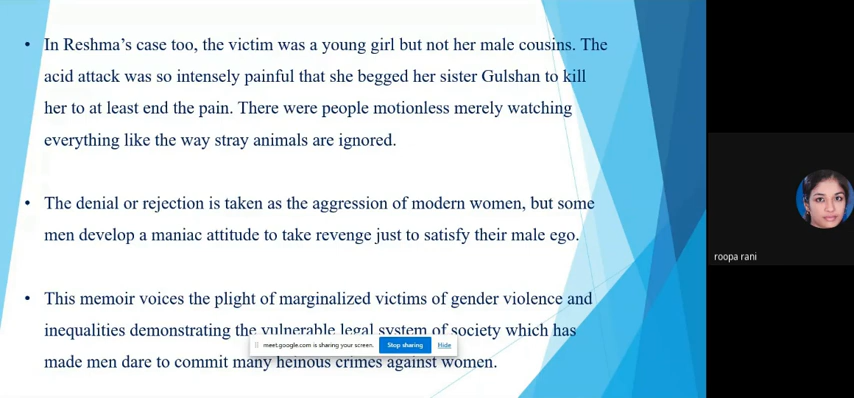 • In Reshma's case too, the victim was a young girl but not her male cousins. The
acid attack was so intensely painful that she begged her sister Gulshan to kill
her to at least end the pain. There were people motionless merely watching
everything like the way stray animals are ignored.
• The denial or rejection is taken as the aggression of modern women, but some
men develop a maniac attitude to take revenge just to satisfy their male ego.
• This memoir voices the plight of marginalized victims of gender violence and
inequalities demonstrating the vulnerable legal system of society which has
meet.google.com is sharing your screen. Stop sharing Hide
made men dare to commit many heinous crimes against women.
roopa rani